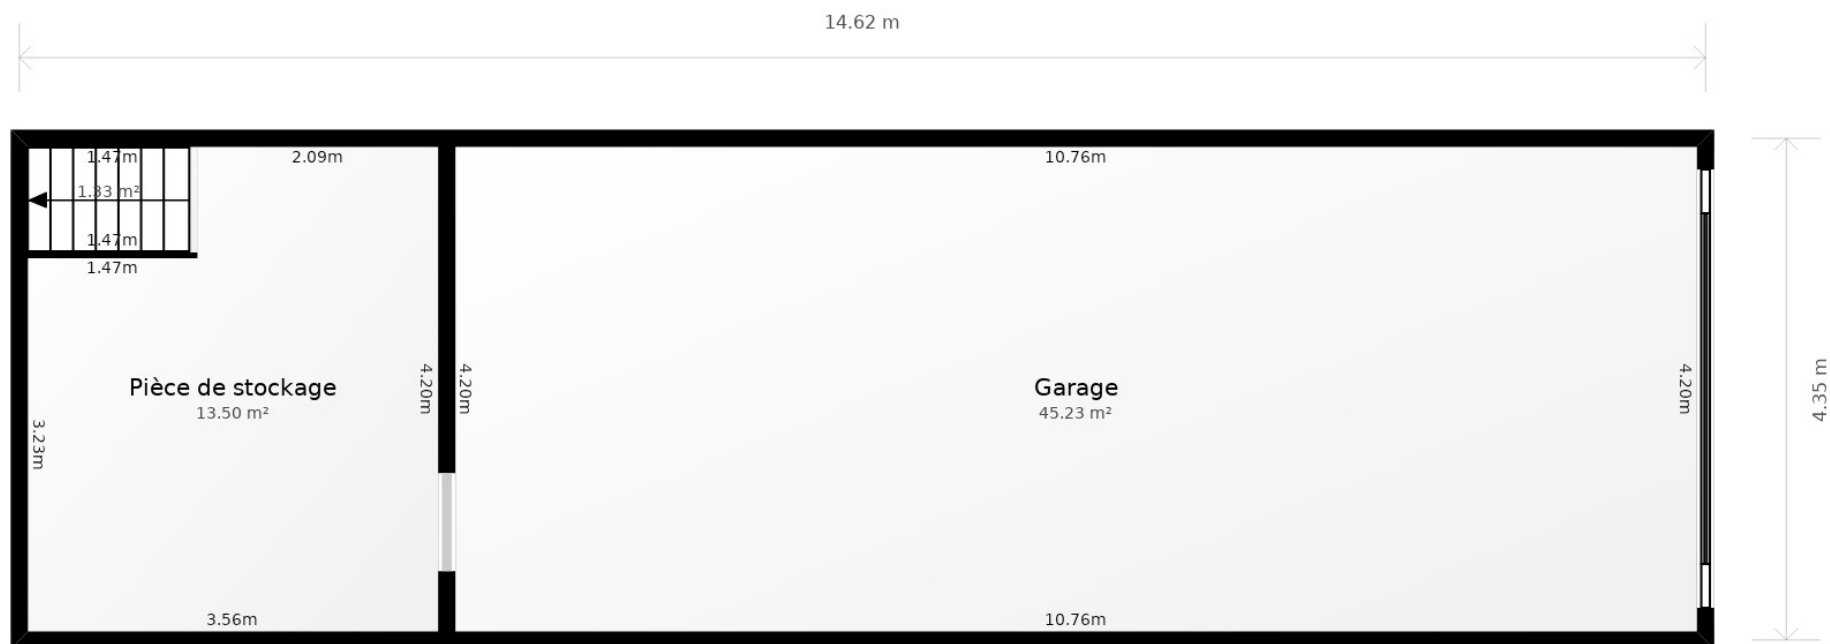 14.62 m
1.47m
2.09m
10.76m
1.33 m²
1.47m
1.47m
4.20m
4.20m
4.20m
4.35 m
Pièce de stockage
13.50 m²
Garage
45.23 m²
3.23m
3.56m
10.76m